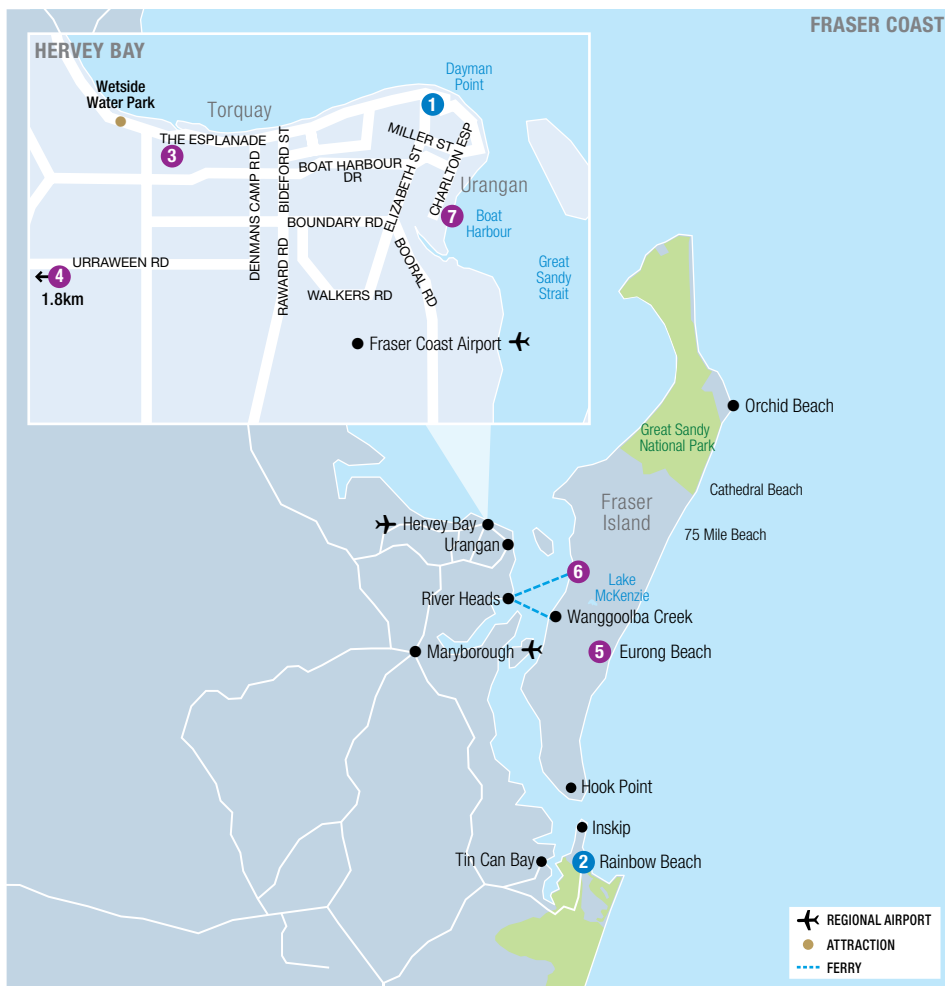 FRASER COAST
HERVEY BAY
Dayman
Point
Wetside
Water Park
Torquay
1
THE ESPLANADE
3
MILLER ST
BIDEFORD ST
DENMANS CAMP RD
BOAT HARBOUR
DR
ELIZABETH ST
CHARLTON ESP
Urangan
7
Boat
Harbour
BOUNDARY RD
URRAWEEN RD
4
1.8km
RAWARD RD
WALKERS RD
BOORAL RD
Great
Sandy
Strait
Fraser Coast Airport
Orchid Beach
Great Sandy
National Park
Cathedral Beach
Fraser
Island
75 Mile Beach
Hervey Bay
Urangan
6
Lake
McKenzie
River Heads
Wanggoolba Creek
Maryborough
5 Eurong Beach
Hook Point
Inskip
Tin Can Bay
2 Rainbow Beach
REGIONAL AIRPORT
ATTRACTION
FERRY